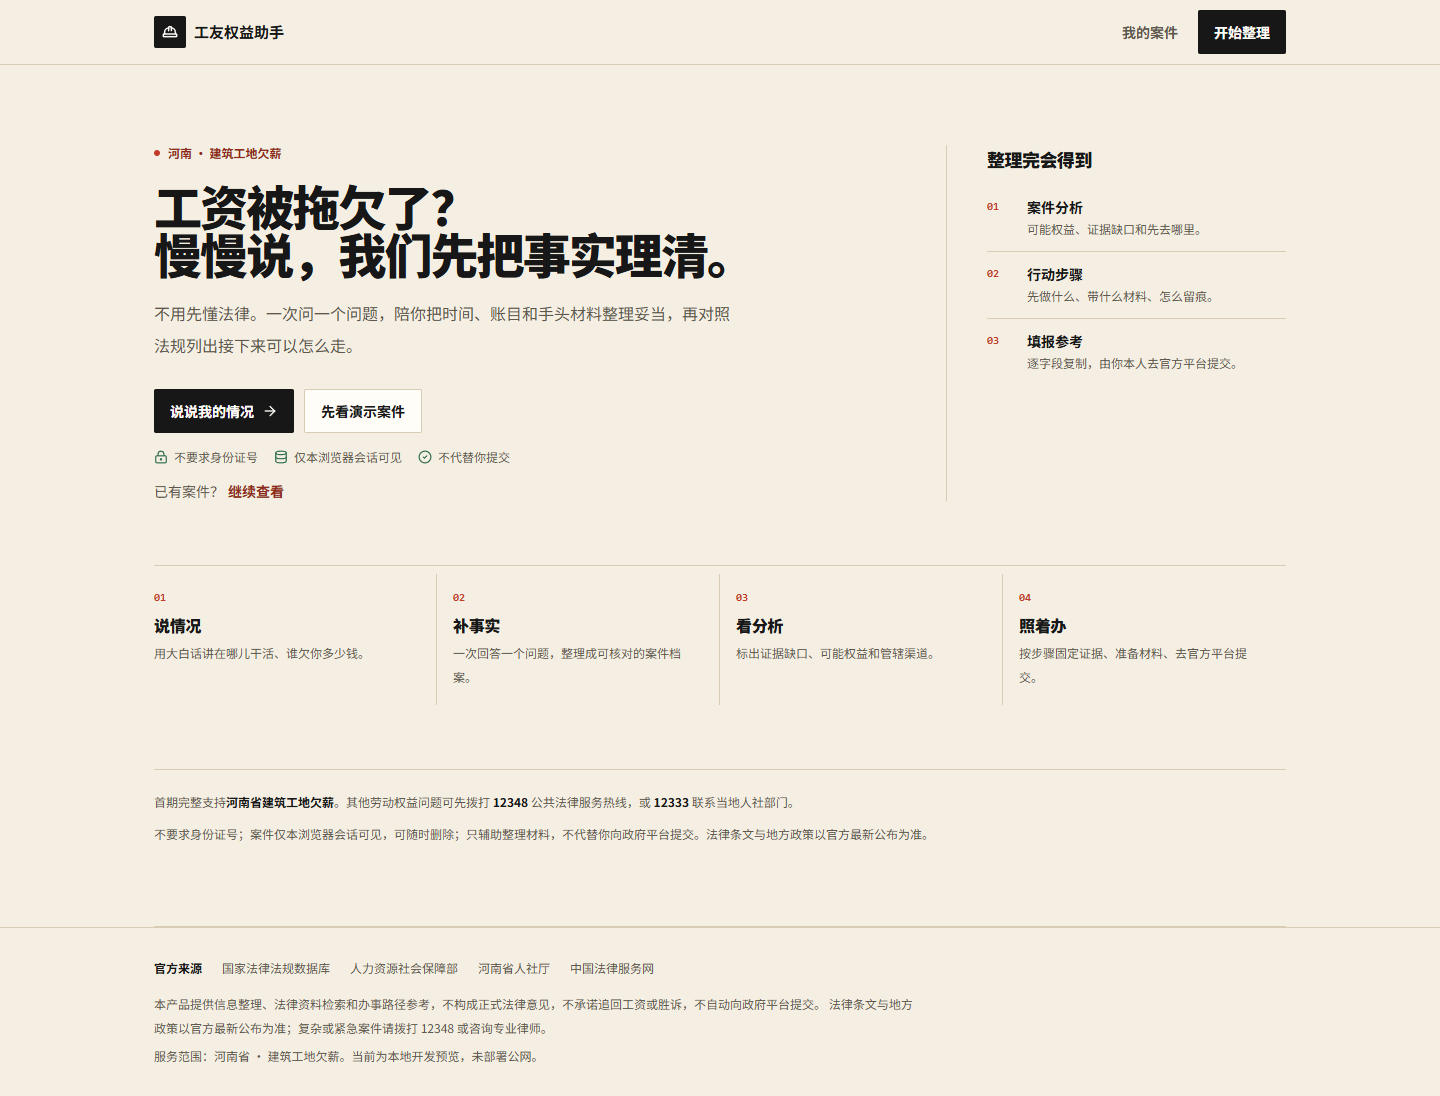 工友权益助手
我的案件
开始整理
河南 · 建筑工地欠薪
工资被拖欠了？
慢慢说，我们先把事实理清。
不用先懂法律。一次问一个问题，陪你把时间、账目和手头材料整理妥当，再对照
法规列出接下来可以怎么走。
说说我的情况 →
先看演示案件
不要求身份证号
仅本浏览器会话可见
不代替你提交
已有案件？ 继续查看
整理完会得到
01
案件分析
可能权益、证据缺口和先去哪里。
02
行动步骤
先做什么、带什么材料、怎么留痕。
03
填报参考
逐字段复制，由你本人去官方平台提交。
01
说情况
用大白话讲在哪儿干活、谁欠你多少钱。
02
补事实
一次回答一个问题，整理成可核对的案件档
案。
03
看分析
标出证据缺口、可能权益和管辖渠道。
04
照着办
按步骤固定证据、准备材料、去官方平台提
交。
首期完整支持河南省建筑工地欠薪。其他劳动权益问题可先拨打 12348 公共法律服务热线，或 12333 联系当地人社部门。
不要求身份证号；案件仅本浏览器会话可见，可随时删除；只辅助整理材料，不代替你向政府平台提交。法律条文与地方政策以官方最新公布为准。
官方来源 国家法律法规数据库 人力资源社会保障部 河南省人社厅 中国法律服务网
本产品提供信息整理、法律资料检索和办事路径参考，不构成正式法律意见，不承诺追回工资或胜诉，不自动向政府平台提交。 法律条文与地方
政策以官方最新公布为准；复杂或紧急案件请拨打 12348 或咨询专业律师。
服务范围：河南省 · 建筑工地欠薪。当前为本地开发预览，未部署公网。